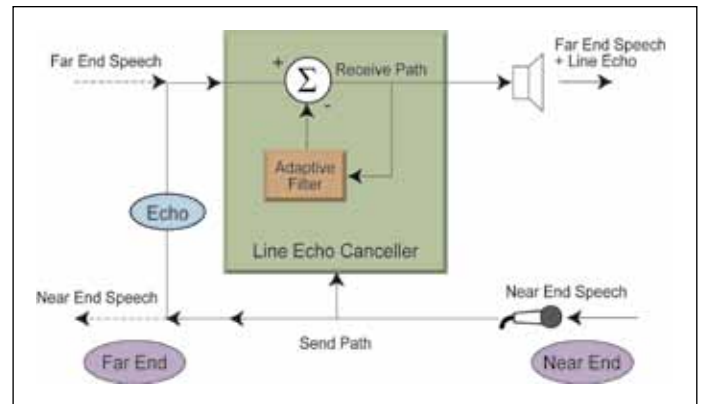 Far End Speech
+
Σ
-
Receive Path
Far End Speech
+ Line Echo
Adaptive
Filter
Echo
Line Echo Canceller
Near End Speech
Near End Speech
Send Path
Far End
Near End